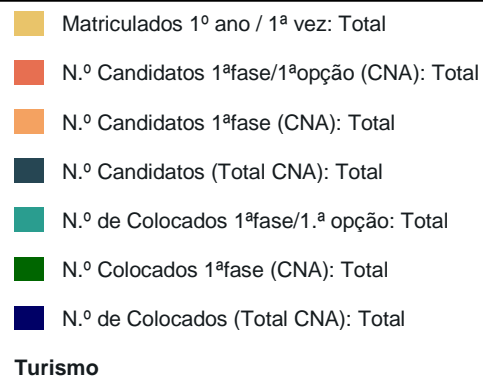 Matriculados 1º ano / 1ª vez: Total
N.º Candidatos 1ªfase/1ªopção (CNA): Total
N.º Candidatos 1ªfase (CNA): Total
N.º Candidatos (Total CNA): Total
N.º de Colocados 1ªfase/1.ª opção: Total
N.º Colocados 1ªfase (CNA): Total
N.º de Colocados (Total CNA): Total
Turismo